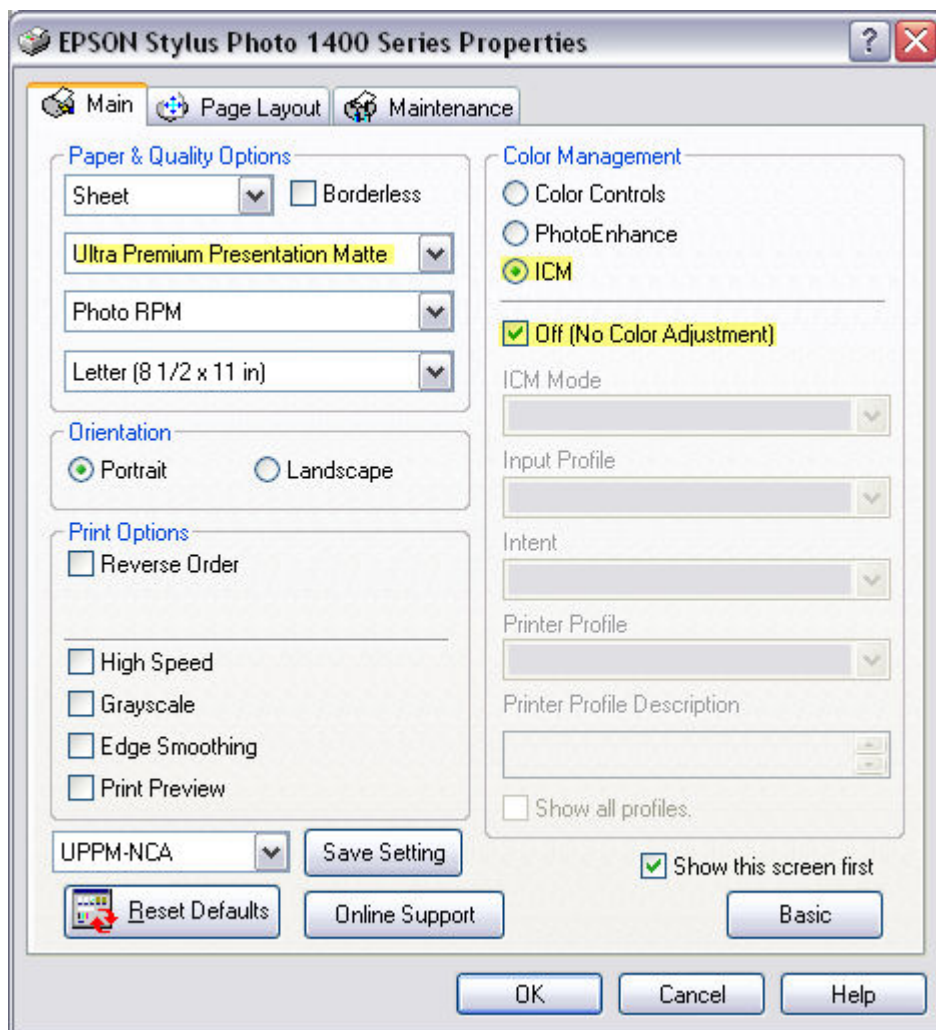 EPSON Stylus Photo 1400 Series Properties
Main
Page Layout
Maintenance
Paper & Quality Options
Sheet
Borderless
Ultra Premium Presentation Matte
Photo RPM
Letter (8 1/2 x 11 in)
Orientation
Portrait
Landscape
Print Options
Reverse Order
High Speed
Grayscale
Edge Smoothing
Print Preview
Color Management
Color Controls
PhotoEnhance
ICM
Off (No Color Adjustment)
ICM Mode
Input Profile
Intent
Printer Profile
Printer Profile Description
Show all profiles.
UPPM-NCA
Save Setting
Show this screen first
Reset Defaults
Online Support
Basic
OK
Cancel
Help